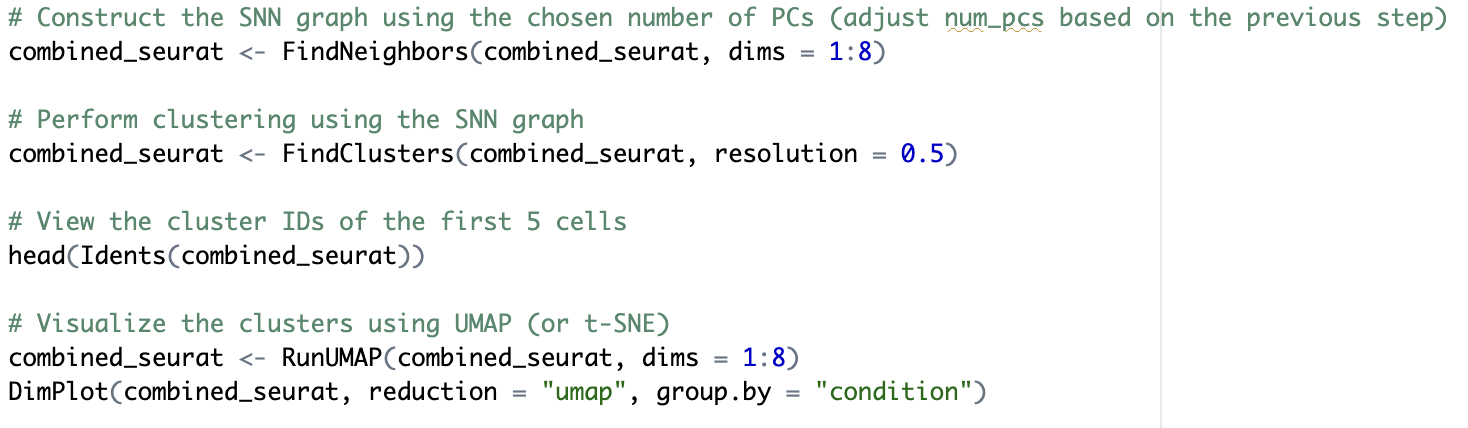 # Construct the SNN graph using the chosen number of PCs (adjust num_pcs based on the previous step)
combined_seurat <- FindNeighbors(combined_seurat, dims = 1:8)
# Perform clustering using the SNN graph
combined_seurat <- FindClusters(combined_seurat, resolution = 0.5)
# View the cluster IDs of the first 5 cells
head(Idents(combined_seurat))
# Visualize the clusters using UMAP (or t-SNE)
combined_seurat <- RunUMAP(combined_seurat, dims = 1:8)
DimPlot(combined_seurat, reduction = "umap", group.by = "condition")